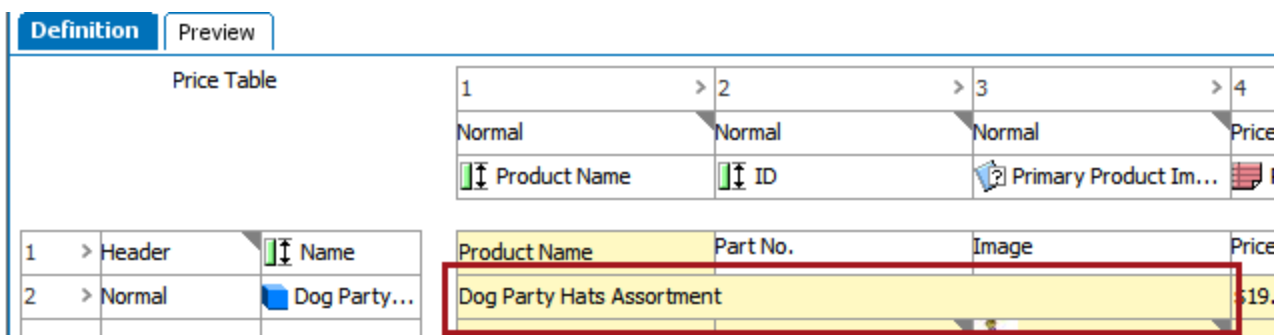 Definition Preview
Price Table 1 > 2 > 3 > 4
Normal Normal Normal Price
Product Name ID Primary Product Im...
1 > Header Name Product Name Part No. Image Price
2 > Normal Dog Party... Dog Party Hats Assortment $19.